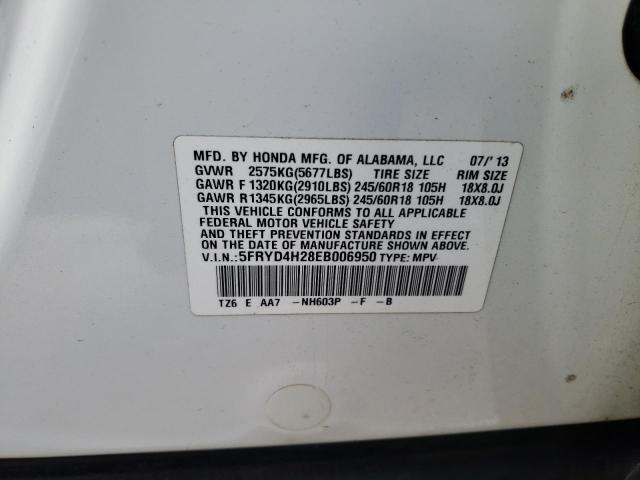 MFD. BY HONDA MFG. OF ALABAMA, LLC 07/'13
GVWR 2575KG(5677LBS) TIRE SIZE RIM SIZE
GAWR F 1320KG(2910LBS) 245/60R18 105H 18X8.0J
GAWR R1345KG(2965LBS) 245/60R18 105H 18X8.0J
THIS VEHICLE CONFORMS TO ALL APPLICABLE
FEDERAL MOTOR VEHICLE SAFETY
AND THEFT PREVENTION STANDARDS IN EFFECT ON
THE DATE OF MANUFACTURE SHOWN ABOVE.
V.I.N.:5FRYD4H28EB006950 TYPE: MPV
TZ6 E AA7 -NH603P -F -B